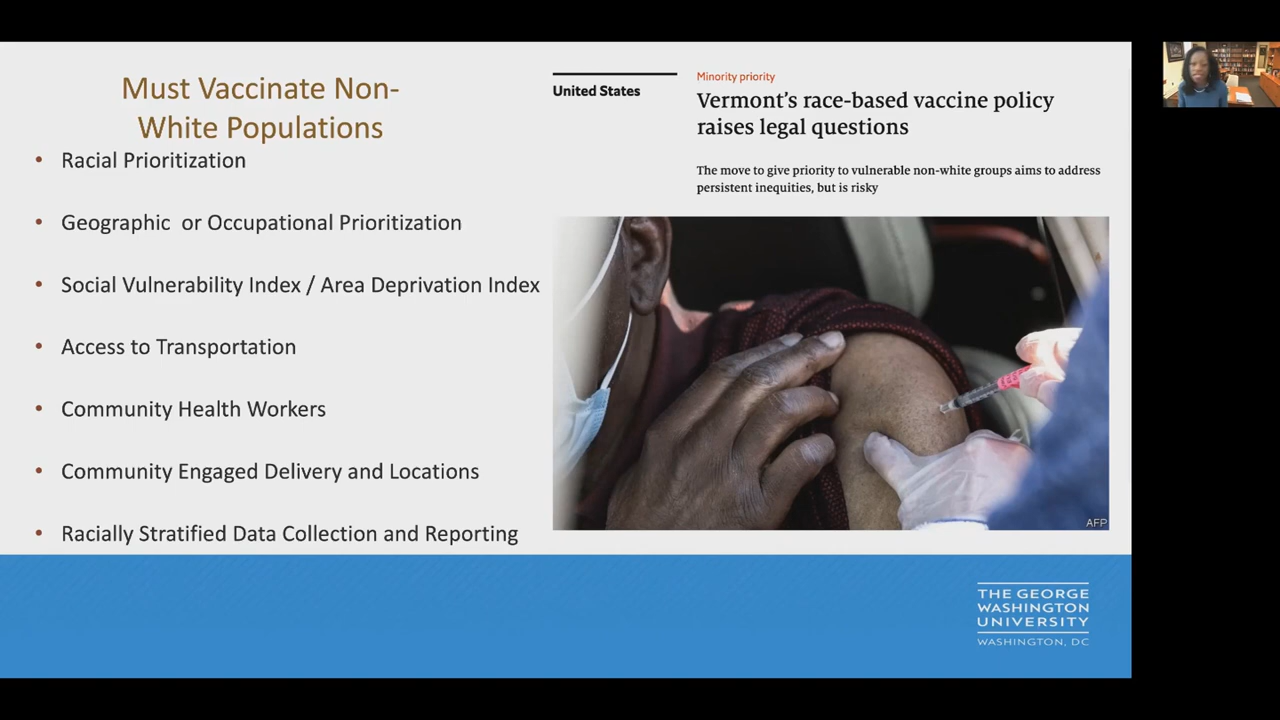 Must Vaccinate Non-
White Populations
• Racial Prioritization
• Geographic or Occupational Prioritization
• Social Vulnerability Index / Area Deprivation Index
• Access to Transportation
• Community Health Workers
• Community Engaged Delivery and Locations
• Racially Stratified Data Collection and Reporting
United States
Minority priority
Vermont's race-based vaccine policy
raises legal questions
The move to give priority to vulnerable non-white groups aims to address
persistent inequities, but is risky
AFP
THE GEORGE
WASHINGTON
UNIVERSITY
WASHINGTON, DC